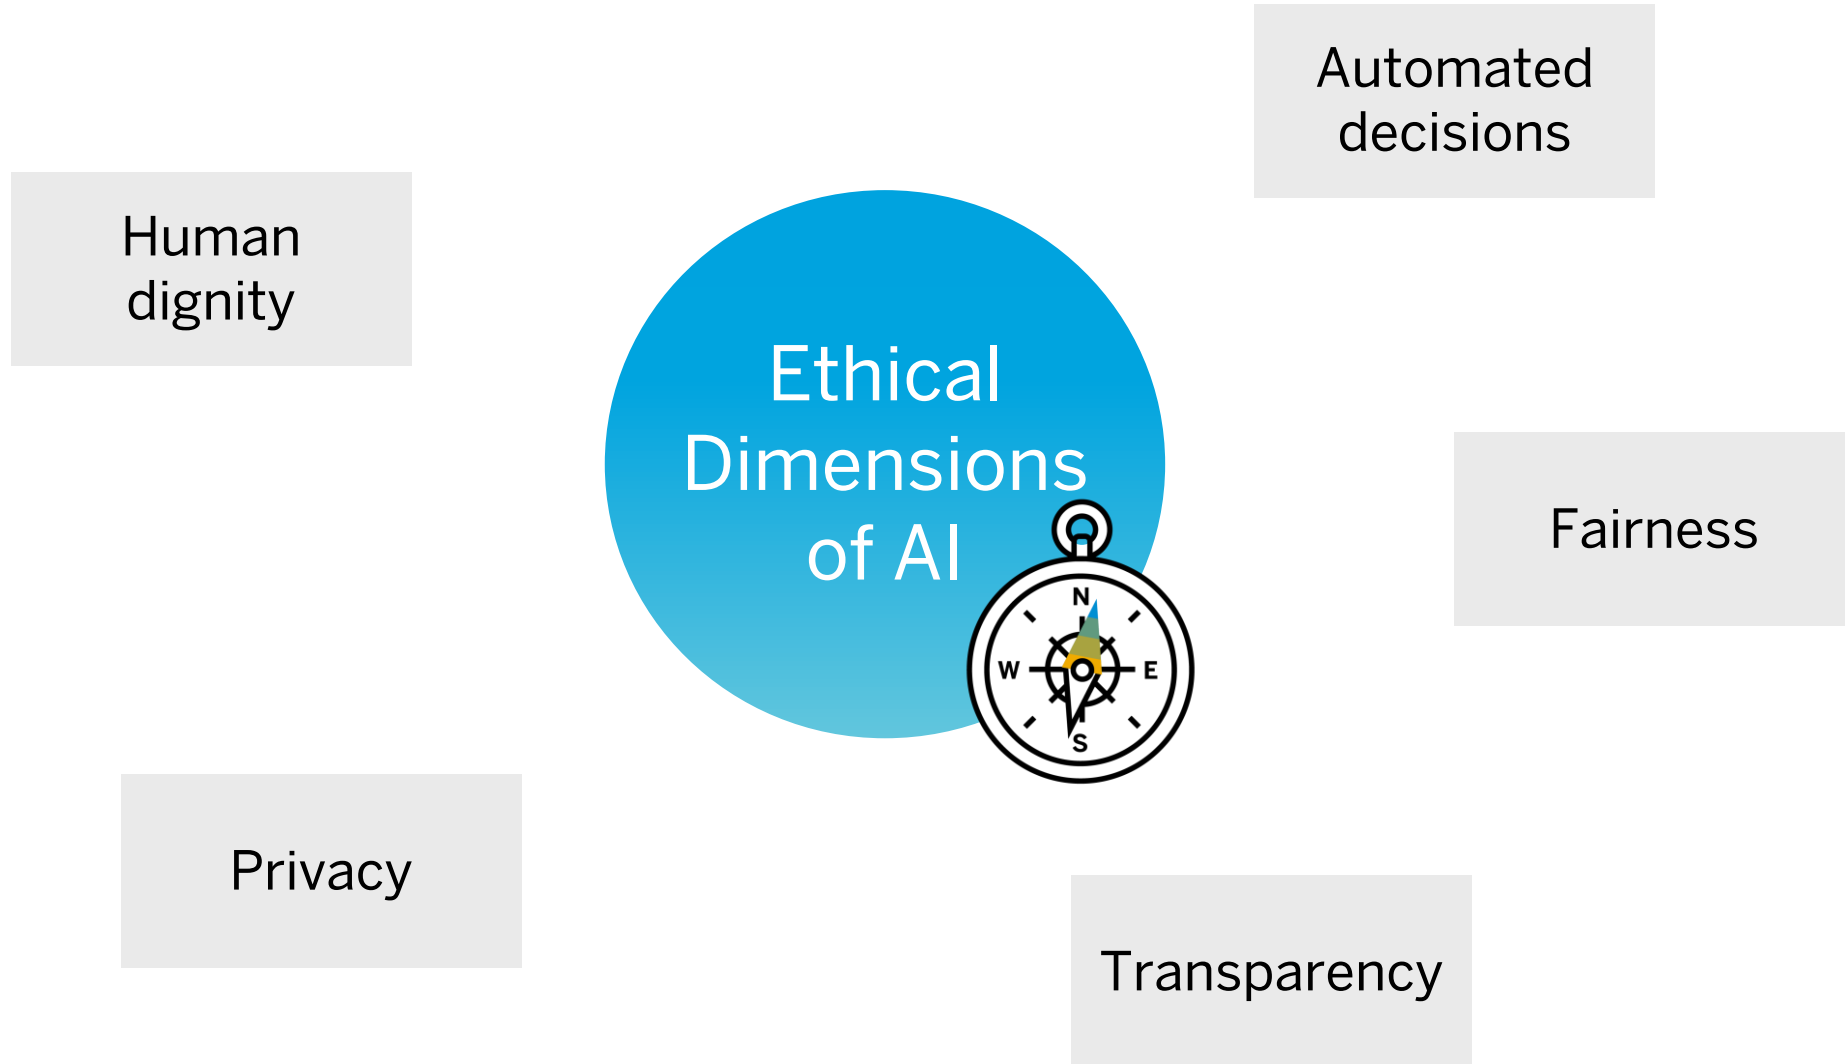 Automated
decisions
Human
dignity
Ethical
Dimensions
of AI
Fairness
N
W
E
S
Privacy
Transparency